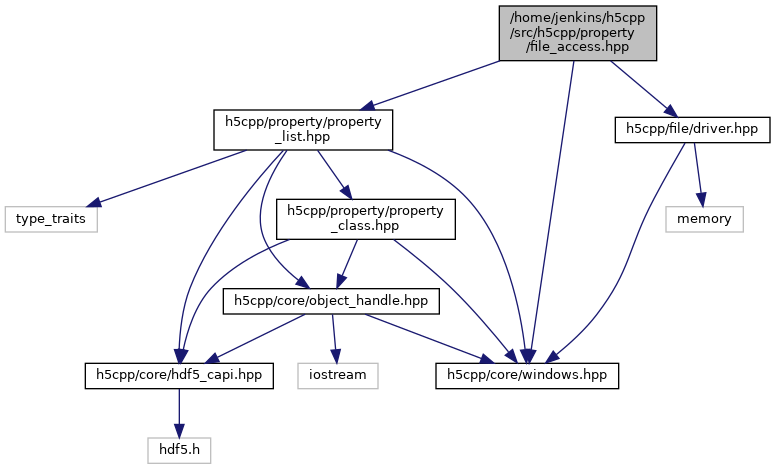 /home/jenkins/h5cpp
/src/h5cpp/property
/file_access.hpp
h5cpp/property/property
_list.hpp
h5cpp/file/driver.hpp
type_traits
h5cpp/property/property
_class.hpp
memory
h5cpp/core/object_handle.hpp
h5cpp/core/hdf5_capi.hpp
iostream
h5cpp/core/windows.hpp
hdf5.h